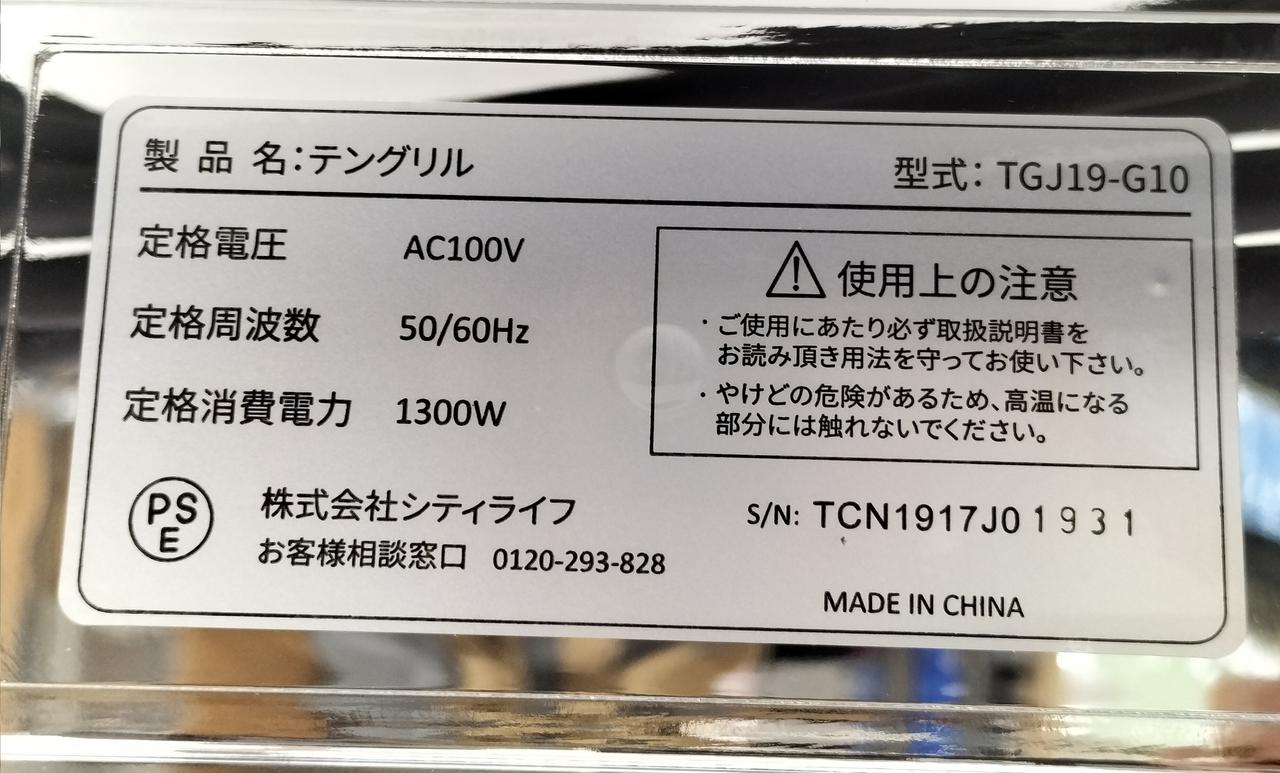 製品名：テングリル
型式：TGJ19-G10
定格電圧 AC100V
定格周波数 50/60Hz
定格消費電力 1300W
使用上の注意
・ご使用にあたり必ず取扱説明書を
お読み頂き用法を守ってお使い下さい。
・やけどの危険があるため、高温になる
部分には触れないでください。
PS
E
株式会社シティライフ
お客様相談窓口 0120-293-828
S/N: TCN1917J01931
MADE IN CHINA